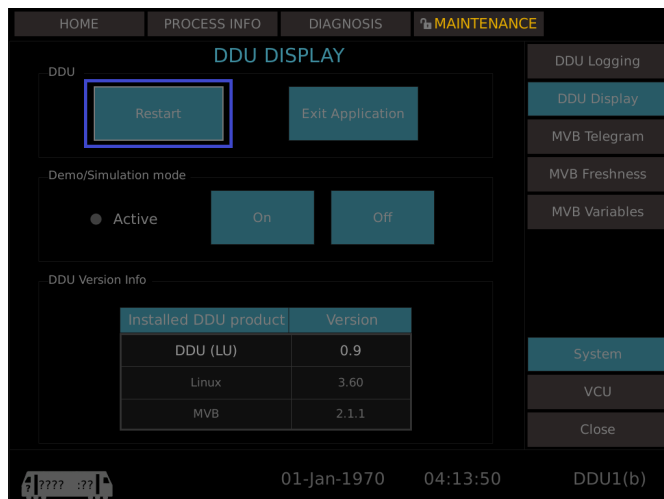 HOME PROCESS INFO DIAGNOSIS MAINTENANCE
DDU DISPLAY
DDU
Restart Exit Application
Demo/Simulation mode
Active On Off
DDU Version Info
Installed DDU product Version
DDU (LU) 0.9
Linux 3.60
MVB 2.1.1
DDU Logging
DDU Display
MVB Telegram
MVB Freshness
MVB Variables
System
VCU
Close
? ???? :??
01-Jan-1970 04:13:50 DDU1(b)